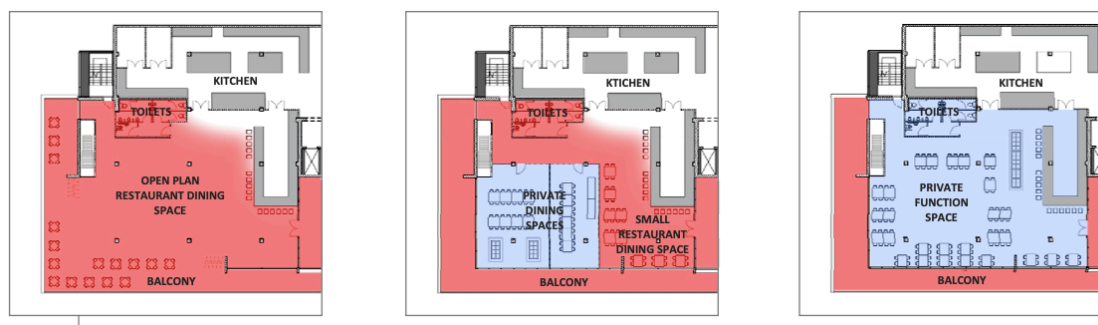 KITCHEN
TOILETS
OPEN PLAN
RESTAURANT DINING
SPACE
BALCONY
KTICHEN
TOILETS
PRIVATE
DINING
SPACES
SMALL
RESTAURANT
DINING SPACE
BALCONY
KITCHEN
TOILETS
PRIVATE
FUNCTION
SPACE
BALCONY